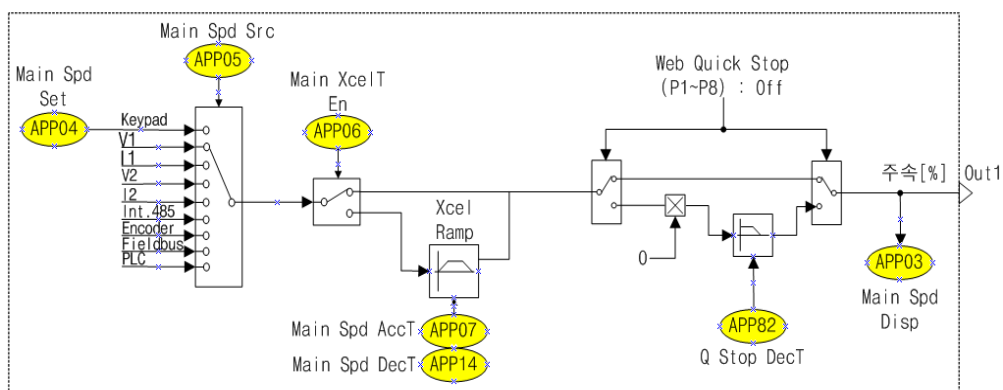 Main Spd Src
APP05
Main Spd
Set
APP04
Main XcelT
En
APP06
Web Quick Stop
(P1~P8) : Off
Keypad
V1
I1
V2
I2
Int.485
Encoder
Fieldbus
PLC
Xcel
Ramp
주속[%]
Out1
0
APP03
Main Spd
Disp
Main Spd AccT
APP07
Main Spd DecT
APP14
APP82
Q Stop DecT